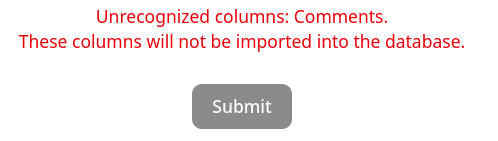 Unrecognized columns: Comments.
These columns will not be imported into the database.
Submit